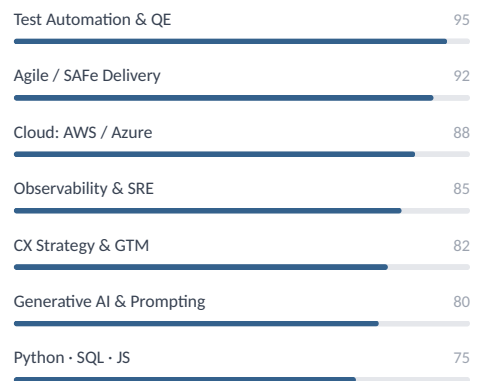 Test Automation & QE 95
Agile / SAFe Delivery 92
Cloud: AWS / Azure 88
Observability & SRE 85
CX Strategy & GTM 82
Generative AI & Prompting 80
Python · SQL · JS 75